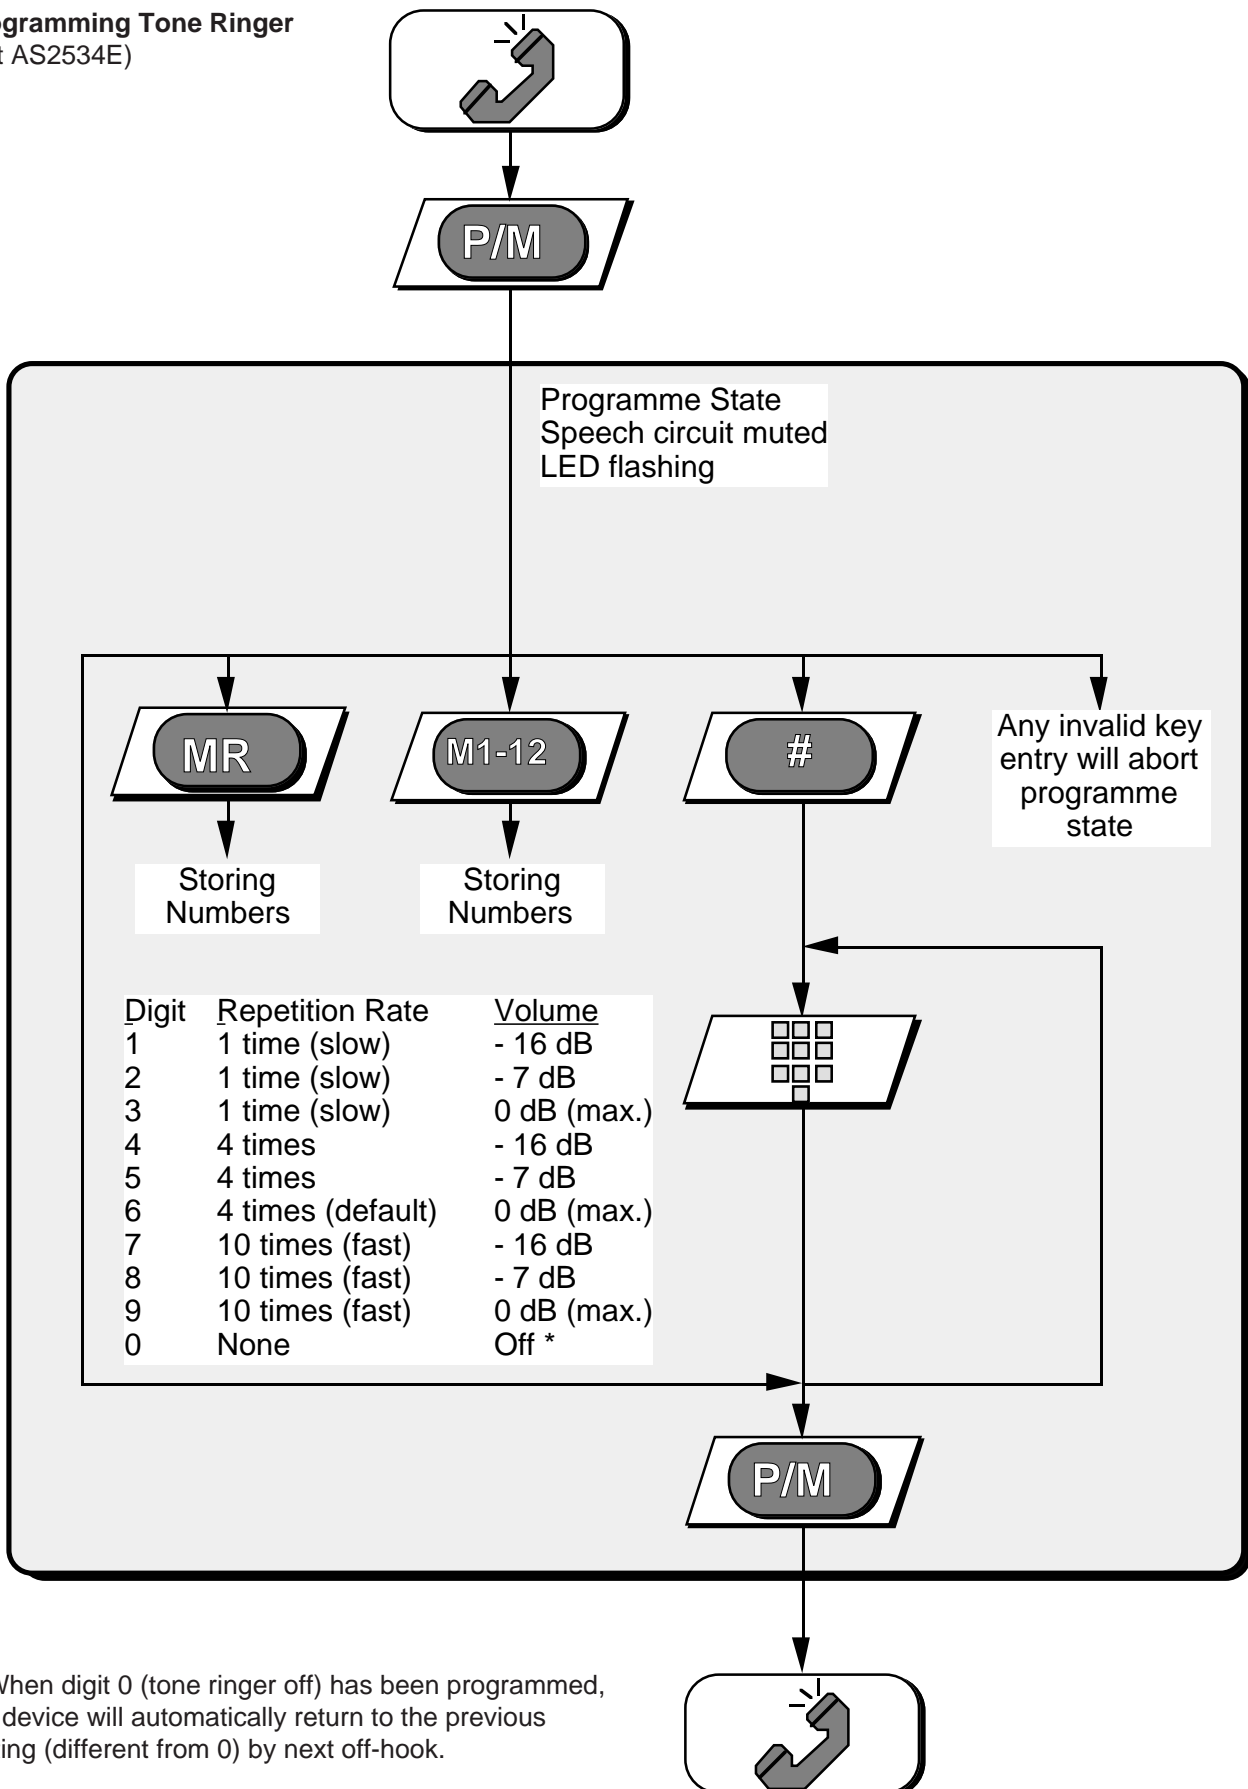 ogramming Tone Ringer
t AS2534E)
P/M
Programme State
Speech circuit muted
LED flashing
MR
M1-12
#
Any invalid key
entry will abort
programme
state
Storing
Numbers
Storing
Numbers
Digit Repetition Rate Volume
1 1 time (slow) - 16 dB
2 1 time (slow) - 7 dB
3 1 time (slow) 0 dB (max.)
4 4 times - 16 dB
5 4 times - 7 dB
6 4 times (default) 0 dB (max.)
7 10 times (fast) - 16 dB
8 10 times (fast) - 7 dB
9 10 times (fast) 0 dB (max.)
0 None Off *
P/M
When digit 0 (tone ringer off) has been programmed,
device will automatically return to the previous
ing (different from 0) by next off-hook.